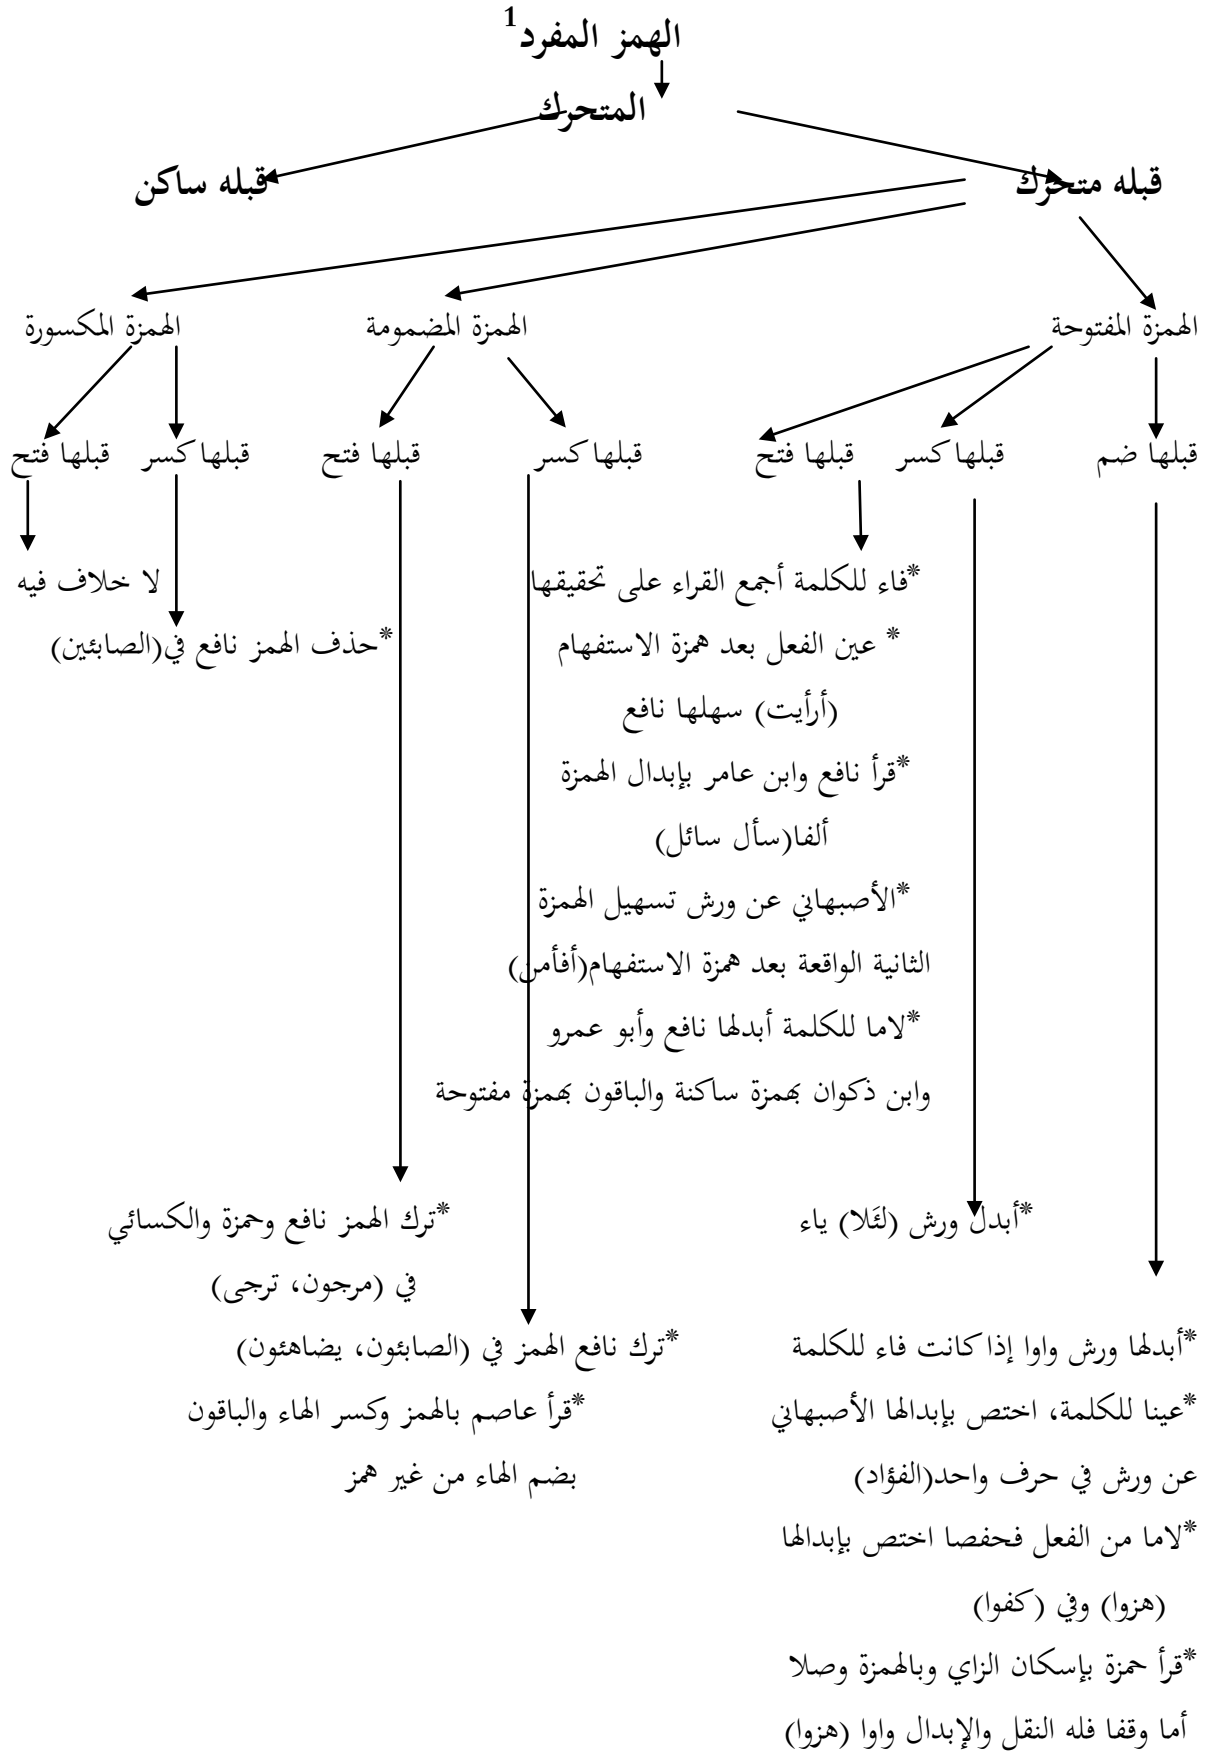 الهمز المفرد1
المتحرك
قبله متحرك
قبله ساكن
الهمزة المفتوحة
الهمزة المضمومة
الهمزة المكسورة
قبلها ضم
قبلها كسر
قبلها فتح
قبلها كسر
قبلها فتح
قبلها كسر
قبلها فتح
*فاء للكلمة أجمع القراء على تحقيقها
لا خلاف فيه
* عين الفعل بعد همزة الاستفهام
*حذف الهمز نافع في(الصابئين)
(أرأيت) سهلها نافع
*قرأ نافع وابن عامر بإبدال الهمزة
ألفا(سأل سائل)
*الأصبهاني عن ورش تسهيل الهمزة
الثانية الواقعة بعد همزة الاستفهام(أفأمن)
*لاما للكلمة أبدلها نافع وأبو عمرو
وابن ذكوان بهمزة ساكنة والباقون بهمزة مفتوحة
*أبدل ورش (لئَلا) ياء
*ترك الهمز نافع وحمزة والكسائي
في (مرجون، ترجى)
*أبدلها ورش واوا إذا كانت فاء للكلمة
*ترك نافع الهمز في (الصابئون، يضاهئون)
*عينا للكلمة، اختص بإبدالها الأصبهاني
*قرأ عاصم بالهمز وكسر الهاء والباقون
عن ورش في حرف واحد(الفؤاد)
بضم الهاء من غير همز
*لاما من الفعل فحفصا اختص بإبدالها
(هزوا) وفي (كفوا)
*قرأ حمزة بإسكان الزاي وبالهمزة وصلا
أما وقفا فله النقل والإبدال واوا (هزوا)